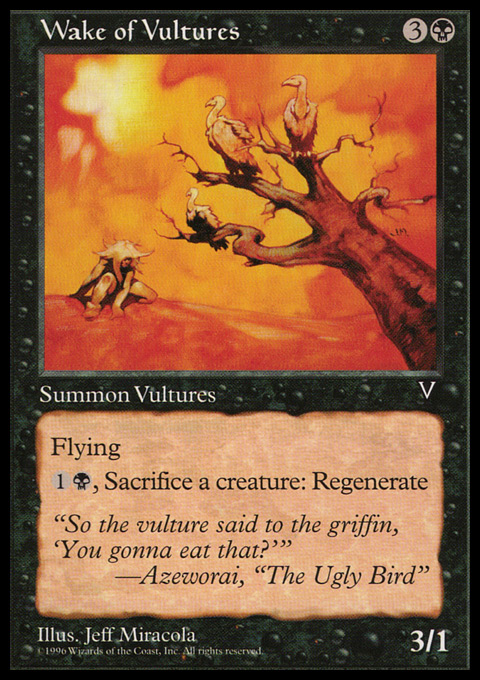 Wake of Vultures 3
Summon Vultures V
Flying
1, Sacrifice a creature: Regenerate
“So the vulture said to the griffin,
‘You gonna eat that?’”
—Azeworai, “The Ugly Bird”
Illus. Jeff Miracola
©1996 Wizards of the Coast, Inc. All rights reserved.
3/1